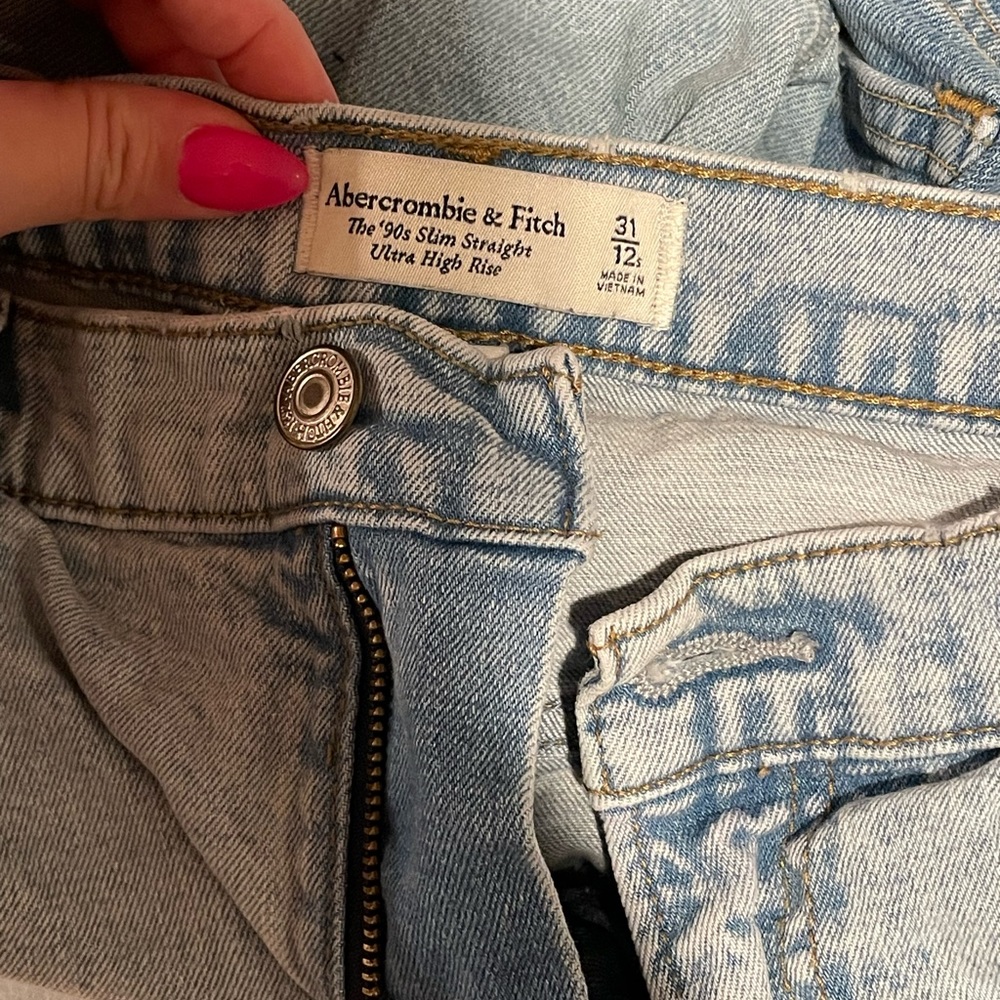 Abercrombie & Fitch
The '90s Slim Straight
Ultra High Rise
31
12s
MADE IN
VIETNAM
ABERCROMBIE & FITCH